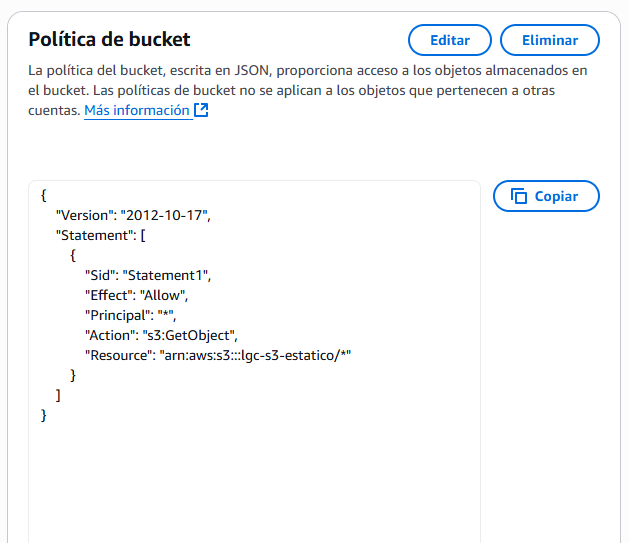 Política de bucket
Editar
Eliminar
La política del bucket, escrita en JSON, proporciona acceso a los objetos almacenados en
el bucket. Las políticas de bucket no se aplican a los objetos que pertenecen a otras
cuentas. Más información
Copiar
{
"Version": "2012-10-17",
"Statement": [
{
"Sid": "Statement1",
"Effect": "Allow",
"Principal": "*",
"Action": "s3:GetObject",
"Resource": "arn:aws:s3:::lgc-s3-estatico/*"
}
]
}